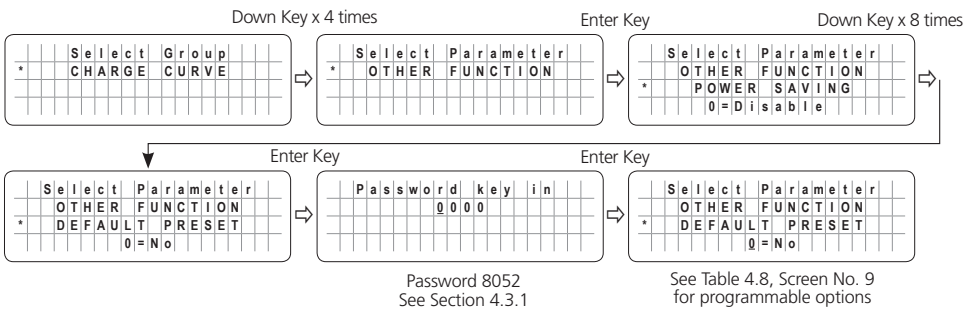 Down Key x 4 times
Enter Key
Down Key x 8 times
Select Group
* CHARGE CURVE
Select Parameter
* OTHER FUNCTION
Select Parameter
OTHER FUNCTION
* POWER SAVING
0=Disable
Enter Key
Enter Key
Select Parameter
OTHER FUNCTION
* DEFAULT PRESET
0=No
Password key in
0000
Select Parameter
OTHER FUNCTION
* DEFAULT PRESET
0=No
Password 8052
See Section 4.3.1
See Table 4.8, Screen No. 9
for programmable options